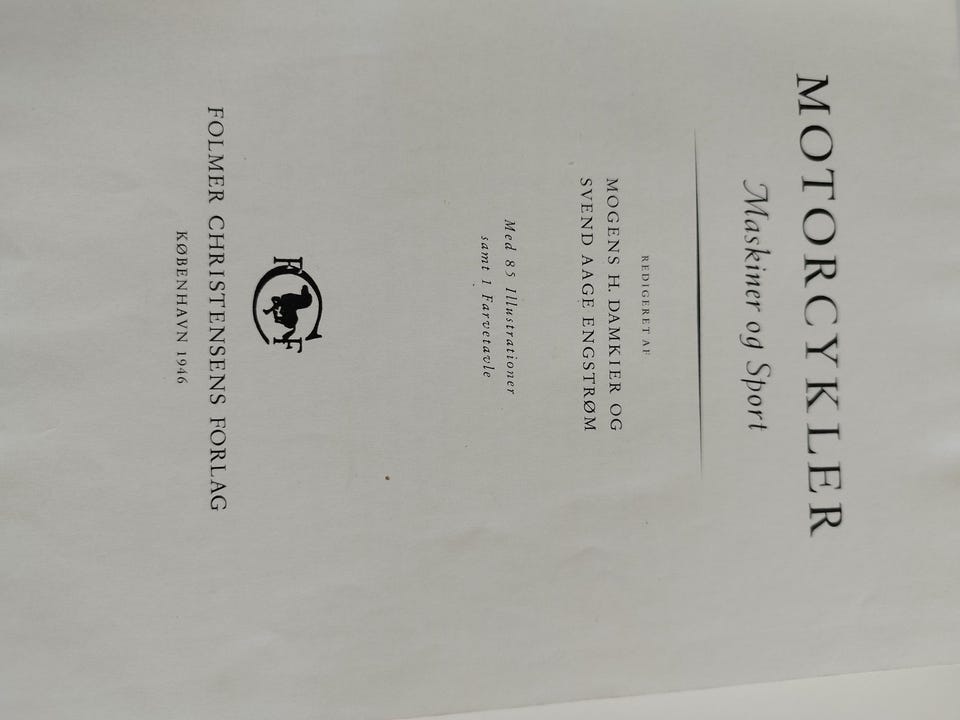 MOTORCYKLER
Maskiner og Sport
REDIGERET AF
MOGENS H. DAMKIER OG
SVEND AAGE ENGSTRØM
Med 85 Illustrationer
samt 1 Farvetavle
F C F
FOLMER CHRISTENSENS FORLAG
KØBENHAVN 1946